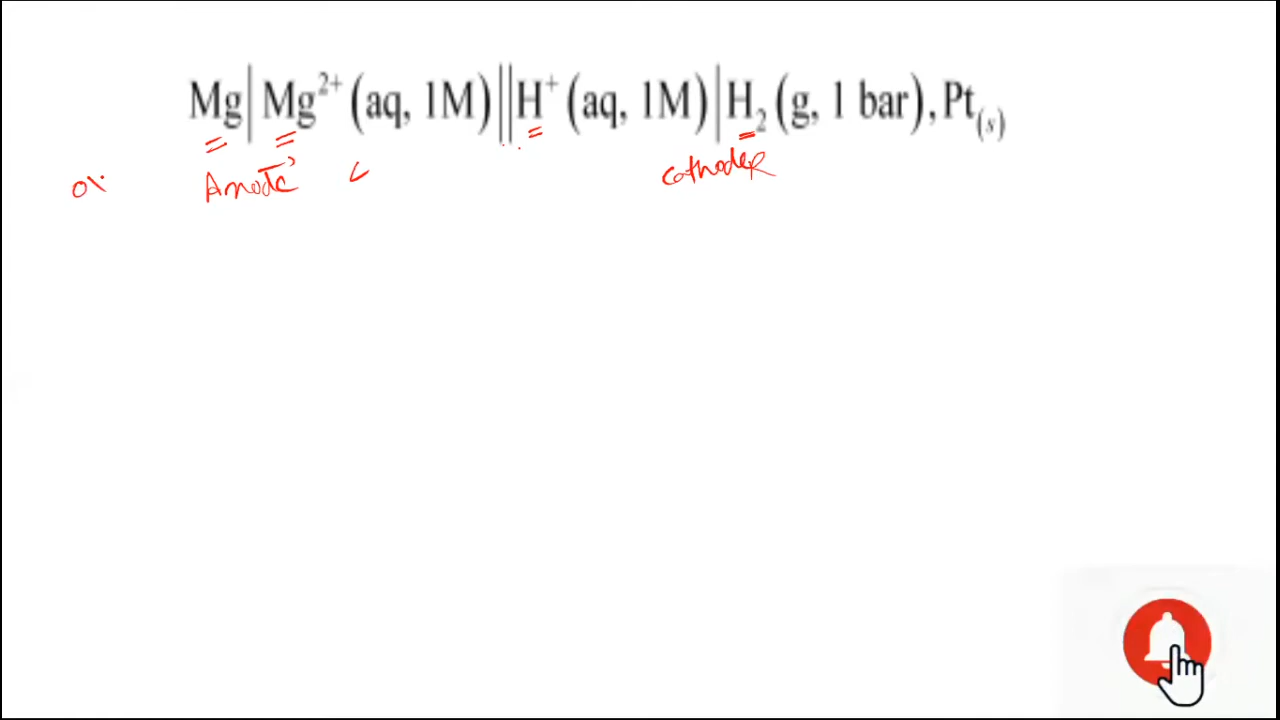 Mg|Mg²⁺(aq, 1M)||H⁺(aq, 1M)|H₂(g, 1 bar), Pt₍ₛ₎
ox Anode Cathode